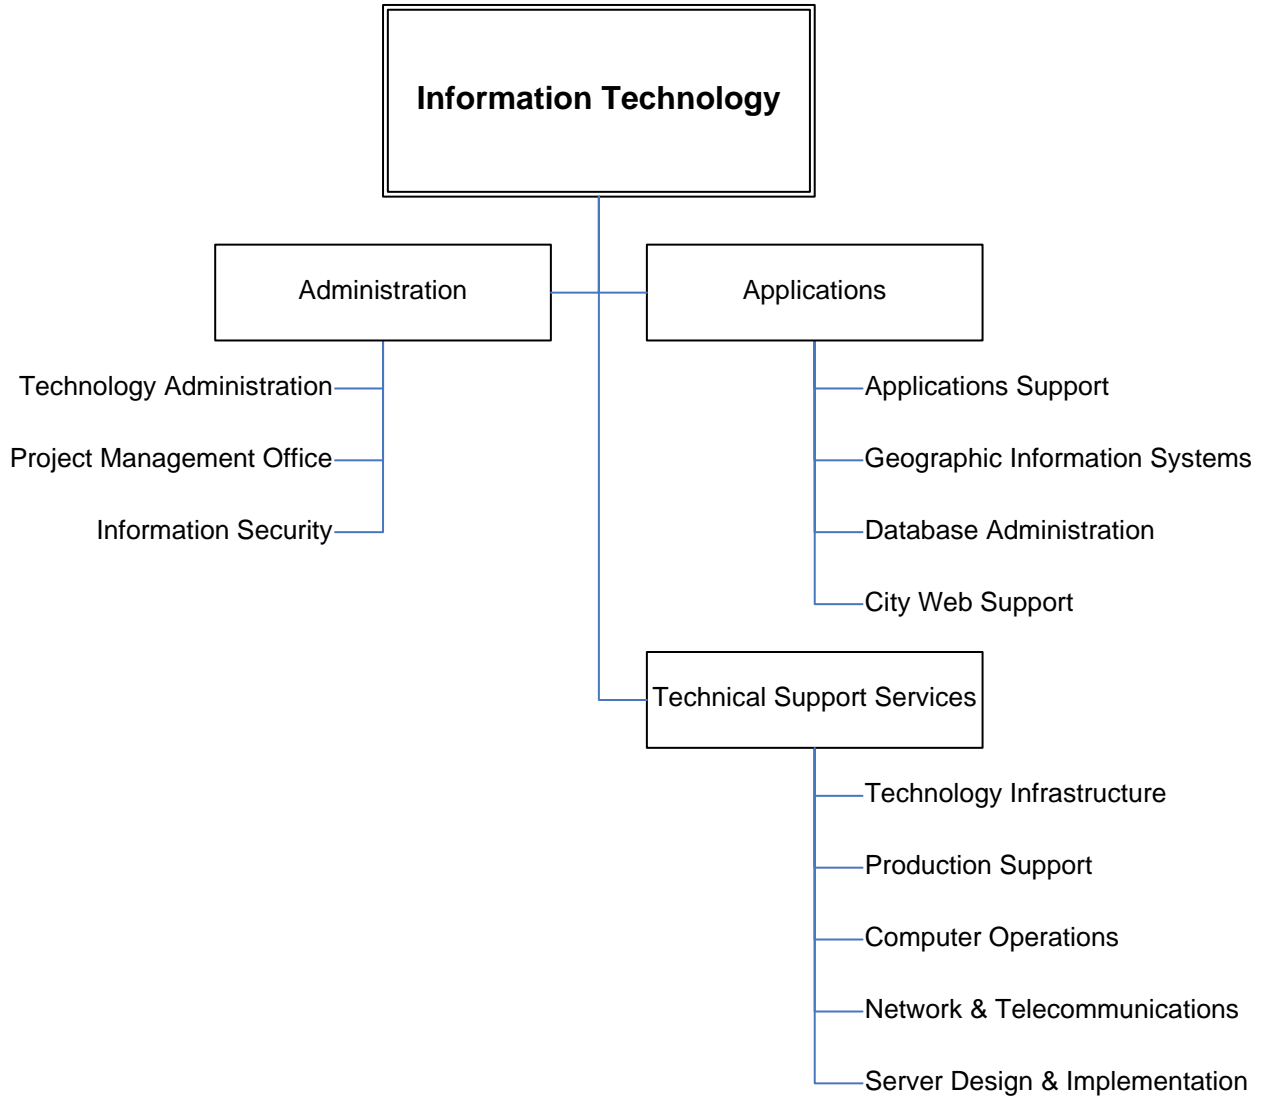 Information Technology
Administration
Technology Administration
Project Management Office
Information Security
Applications
Applications Support
Geographic Information Systems
Database Administration
City Web Support
Technical Support Services
Technology Infrastructure
Production Support
Computer Operations
Network & Telecommunications
Server Design & Implementation